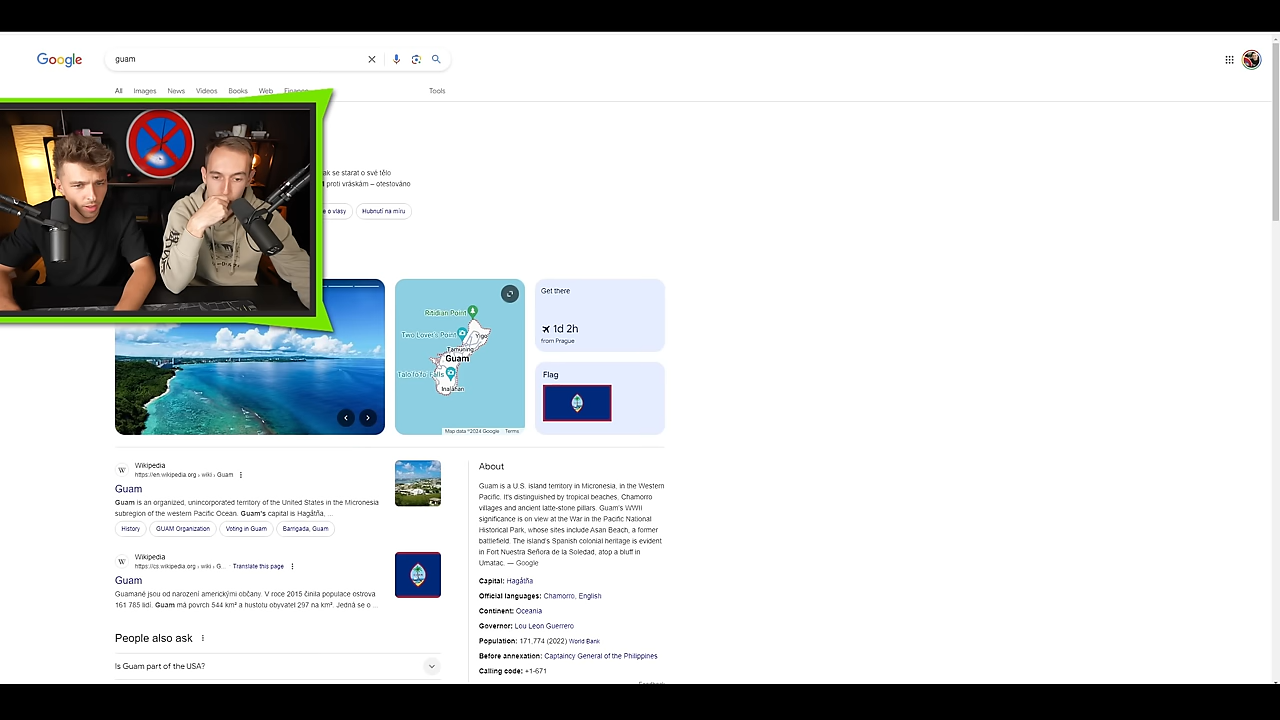 Google
guam
All Images News Videos Books Web Finance
Tools
ak se starat o své tělo
proti vráskám – otestováno
e o vlasy
Hubnutí na míru
Ritidian Point
Two Lover's Point
Yigo
Tamuning
Guam
Talo'fo'fo Falls
Inalåhan
Map data ©2024 Google Terms
Get there
1d 2h
from Prague
Flag
Wikipedia
https://en.wikipedia.org › wiki › Guam
Guam
Guam is an organized, unincorporated territory of the United States in the Micronesia
subregion of the western Pacific Ocean. Guam's capital is Hagåtña, ...
History
GUAM Organization
Voting in Guam
Barrigada, Guam
Wikipedia
https://cs.wikipedia.org › wiki › G... · Translate this page
Guam
Guamané jsou od narození americkými občany. V roce 2015 činila populace ostrova
161 785 lidí. Guam má povrch 544 km² a hustotu obyvatel 297 na km². Jedná se o ...
People also ask
Is Guam part of the USA?
About
Guam is a U.S. island territory in Micronesia, in the Western
Pacific. It's distinguished by tropical beaches, Chamorro
villages and ancient latte-stone pillars. Guam's WWII
significance is on view at the War in the Pacific National
Historical Park, whose sites include Asan Beach, a former
battlefield. The island's Spanish colonial heritage is evident
in Fort Nuestra Señora de la Soledad, atop a bluff in
Umatac. — Google
Capital: Hagåtña
Official languages: Chamorro, English
Continent: Oceania
Governor: Lou Leon Guerrero
Population: 171,774 (2022) World Bank
Before annexation: Captaincy General of the Philippines
Calling code: +1-671